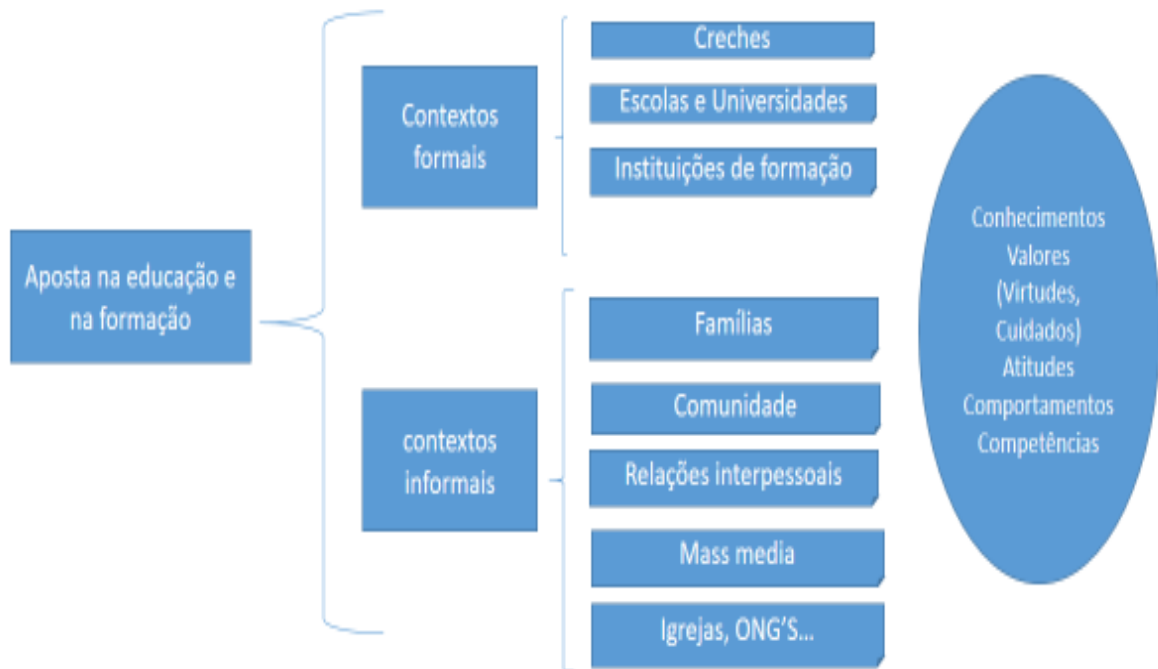 Aposta na educação e
na formação
Contextos
formais
Creches
Escolas e Universidades
Instituições de formação
contextos
informais
Famílias
Comunidade
Relações interpessoais
Mass media
Igrejas, ONG'S...
Conhecimentos
Valores
(Virtudes,
Cuidados)
Atitudes
Comportamentos
Competências